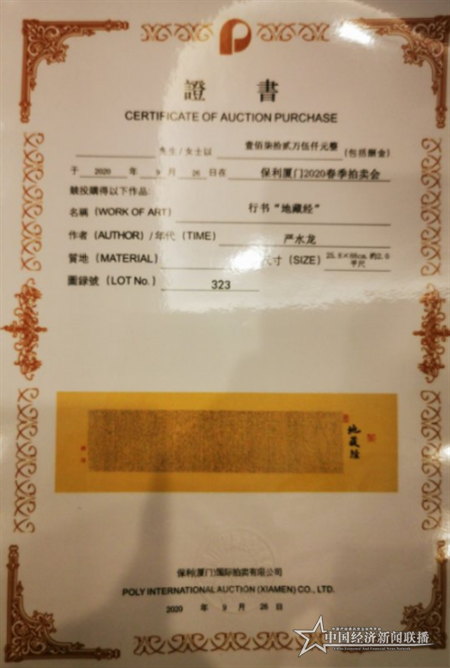 證 書
CERTIFICATE OF AUCTION PURCHASE
先生/女士以 壹佰柒拾贰万伍仟元整 (包括酬金)
于 2020 年 9 月 26 日在 保利厦门2020春季拍卖会
競投購得以下作品:
名稱 (WORK OF ART) 行书“地藏经”
作者 (AUTHOR) /年代 (TIME) 严水龙
質地 (MATERIAL) 尺寸 (SIZE) 平尺
圖錄號 (LOT No.) 323
地藏经
保利(厦门)国际拍卖有限公司
POLY INTERNATIONAL AUCTION (XIAMEN) CO., LTD.
2020 年 9 月 26 日
中国经济新闻联播